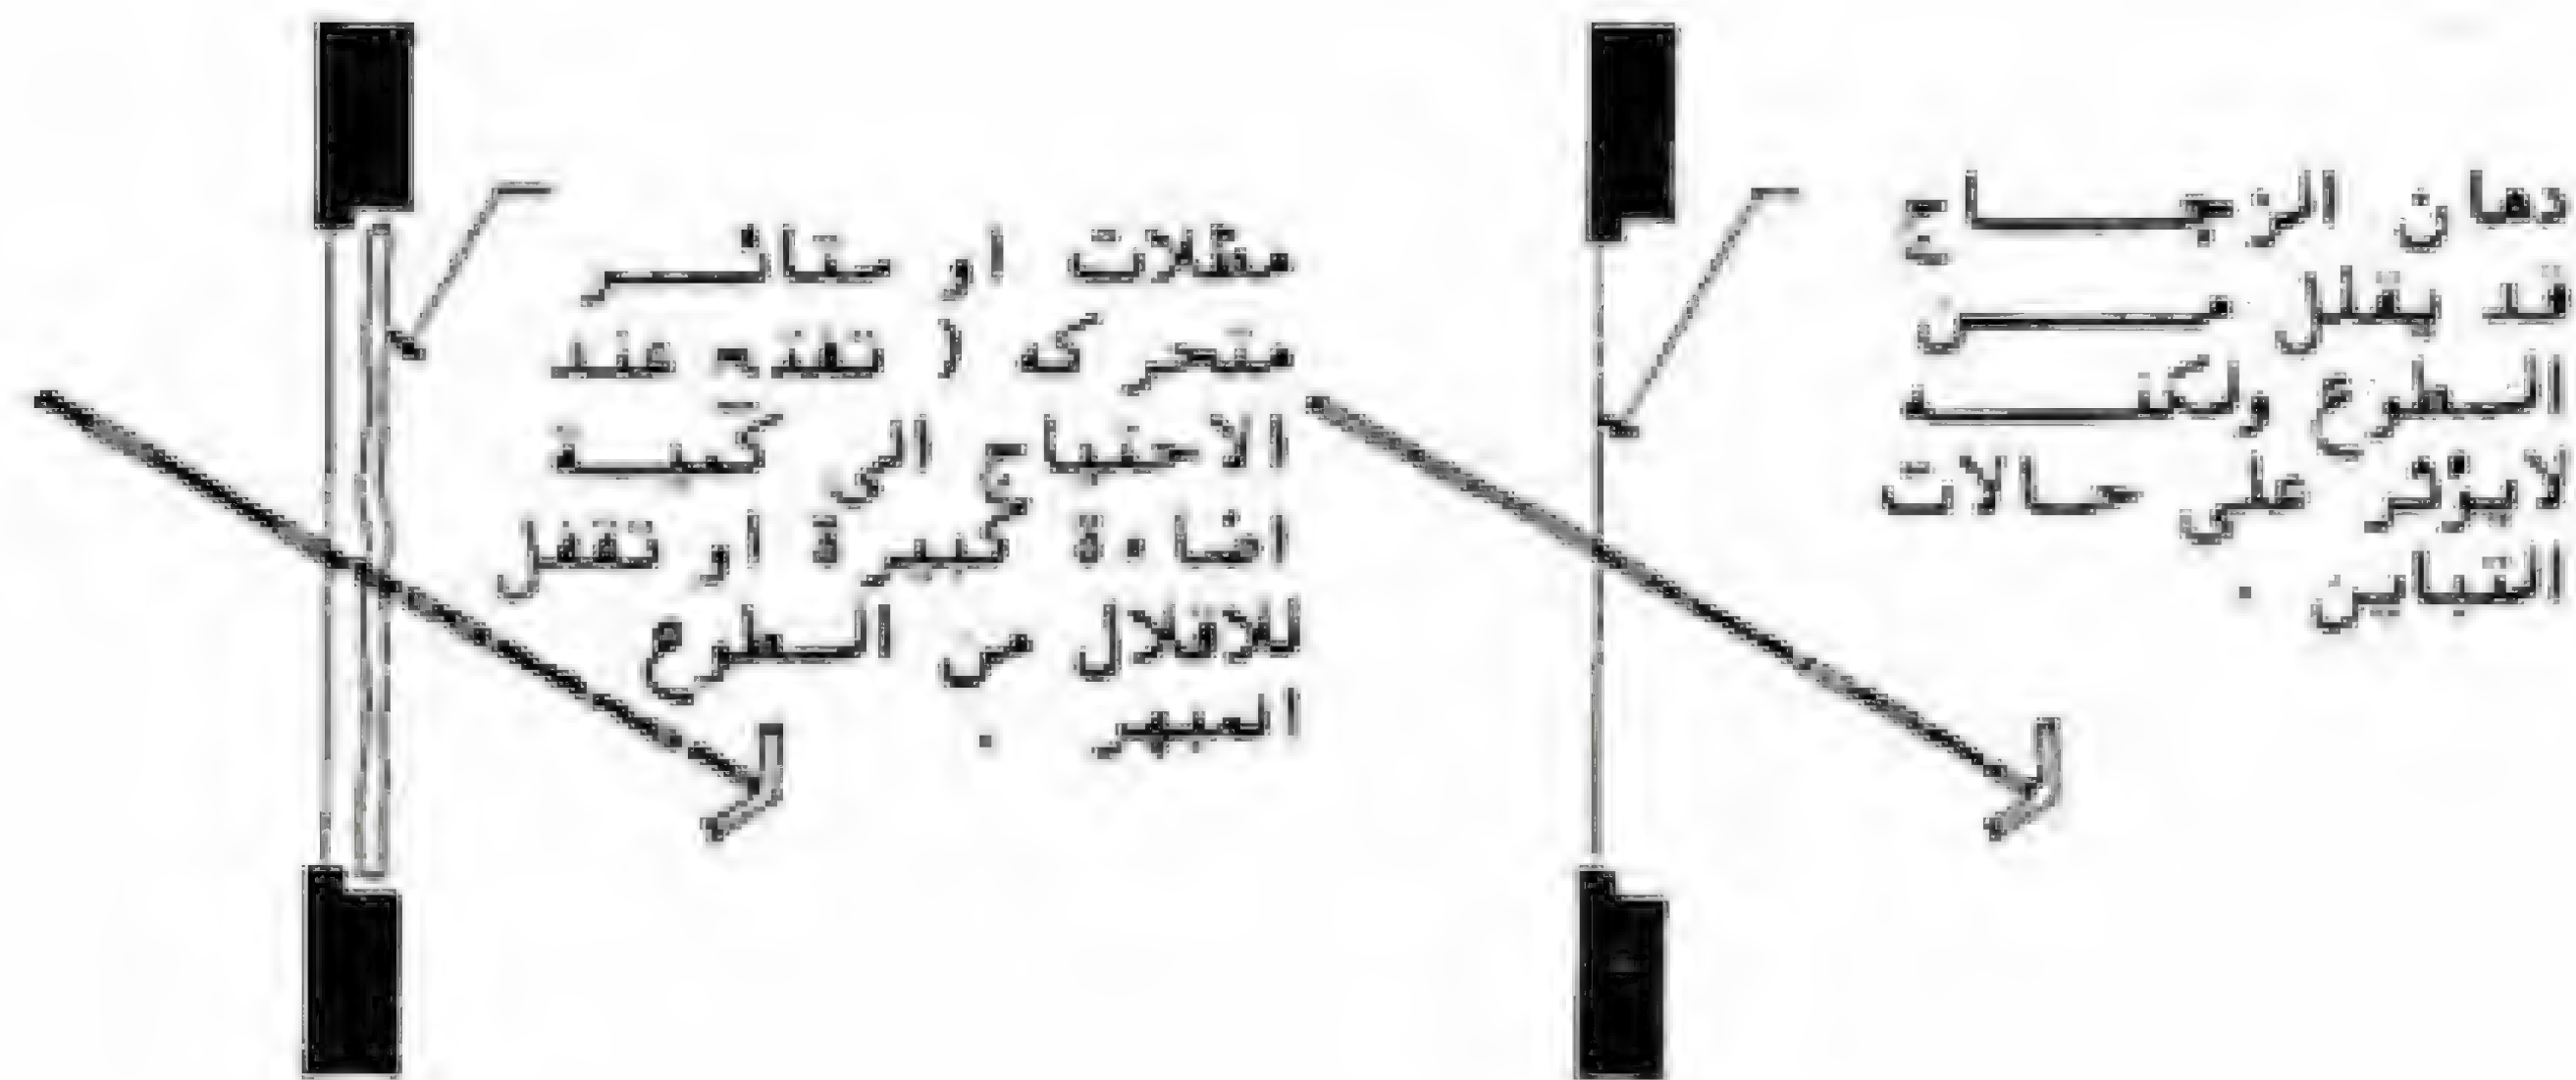 دهان الزجاج
قد يقلل من
السطوع ولكنه
لايؤثر على حالات
التباين .
مظلات او ستائر
متحركه ( تفتح عند
الاحتياج الى كمية
اضاءة كبيرة او تقفل
للاقلال من السطوع
المبهر .